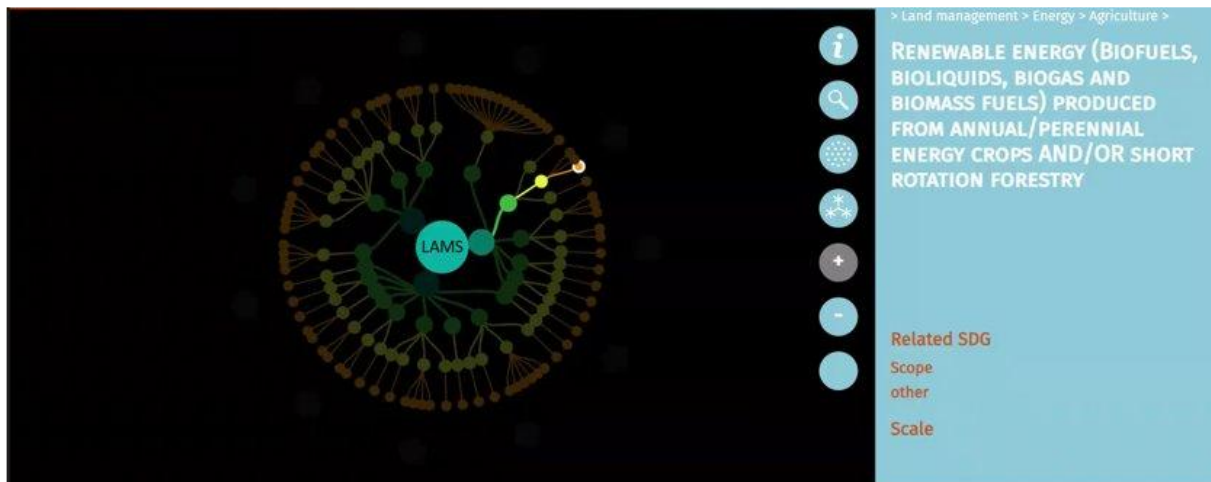 LAMS
i
+
-
> Land management > Energy > Agriculture >
RENEWABLE ENERGY (BIOFUELS,
BIOLIQUIDS, BIOGAS AND
BIOMASS FUELS) PRODUCED
FROM ANNUAL/PERENNIAL
ENERGY CROPS AND/OR SHORT
ROTATION FORESTRY
Related SDG
Scope
other
Scale